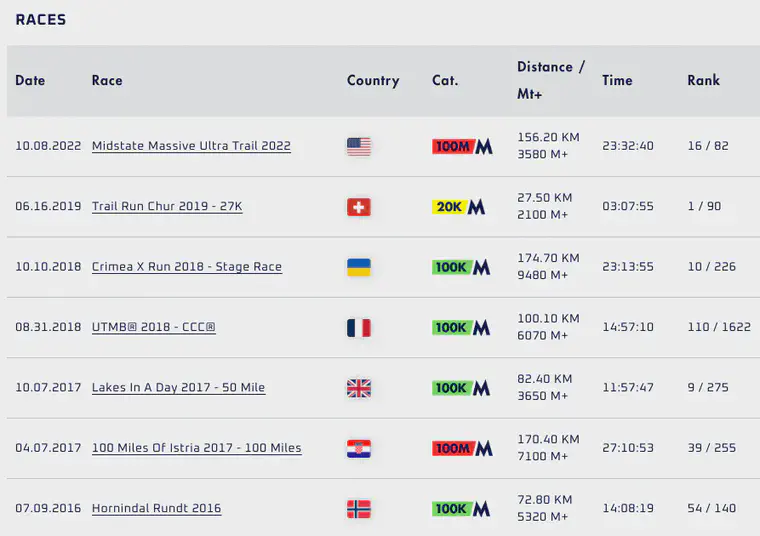 RACES
Date Race Country Cat. Distance / Mt+ Time Rank
10.08.2022 Midstate Massive Ultra Trail 2022 100M M 156.20 KM 23:32:40 16 / 82
3580 M+
06.16.2019 Trail Run Chur 2019 - 27K 20K M 27.50 KM 03:07:55 1 / 90
2100 M+
10.10.2018 Crimea X Run 2018 - Stage Race 100K M 174.70 KM 23:13:55 10 / 226
9480 M+
08.31.2018 UTMB® 2018 - CCC® 100K M 100.10 KM 14:57:10 110 / 1622
6070 M+
10.07.2017 Lakes In A Day 2017 - 50 Mile 100K M 82.40 KM 11:57:47 9 / 275
3650 M+
04.07.2017 100 Miles Of Istria 2017 - 100 Miles 100M M 170.40 KM 27:10:53 39 / 255
7100 M+
07.09.2016 Hornindal Rundt 2016 100K M 72.80 KM 14:08:19 54 / 140
5320 M+